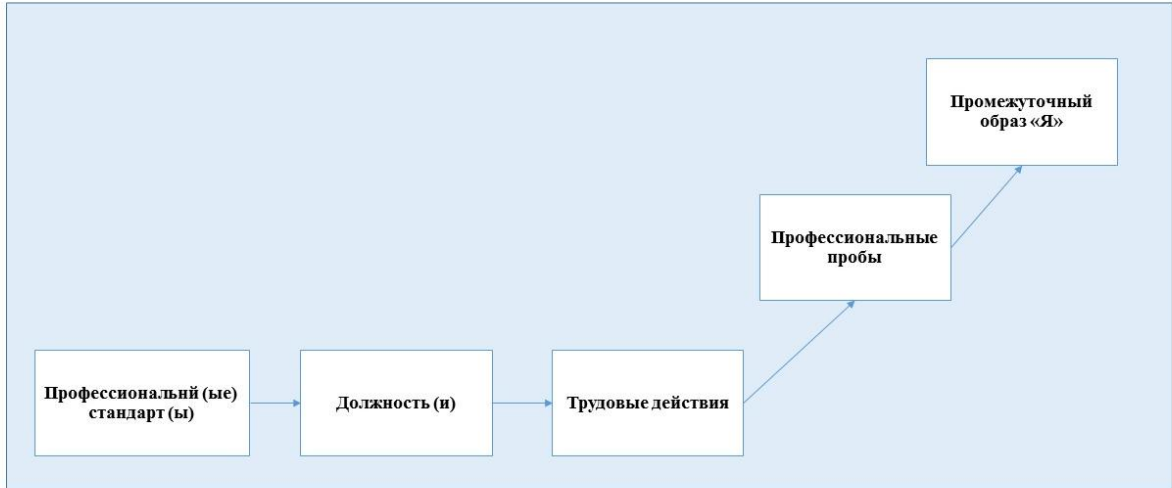 Промежуточный
образ «Я»
Профессиональные
пробы
Профессиональнй (ые)
стандарт (ы)
Должность (и)
Трудовые действия